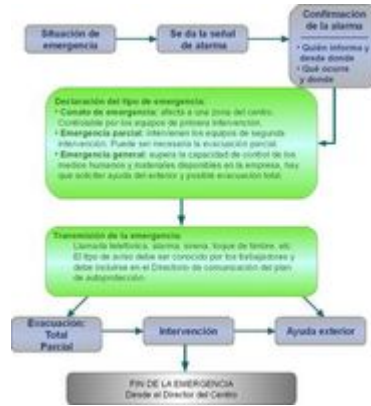 Situación de
emergencia
Se da la señal
de alarma
Confirmación
de la alarma
• Quién informa y
desde donde
• Qué ocurre
y donde
Declaración del tipo de emergencia:
• Conato de emergencia: afecta a una zona del centro.
Controlable por los equipos de primera intervención.
• Emergencia parcial: intervienen los equipos de segunda
intervención. Puede ser necesaria la evacuación parcial.
• Emergencia general: supera la capacidad de control de los
medios humanos y materiales disponibles en la empresa, hay
que solicitar ayuda del exterior y posible evacuación total.
Transmisión de la emergencia:
Llamada telefónica, alarma, sirena, toque de timbre, etc
El tipo de aviso debe ser conocido por los trabajadores y
debe incluirse en el Directorio de comunicación del plan
de autoprotección.
Evacuación:
Total
Parcial
Intervención
Ayuda exterior
FIN DE LA EMERGENCIA
Desde el Director del Centro